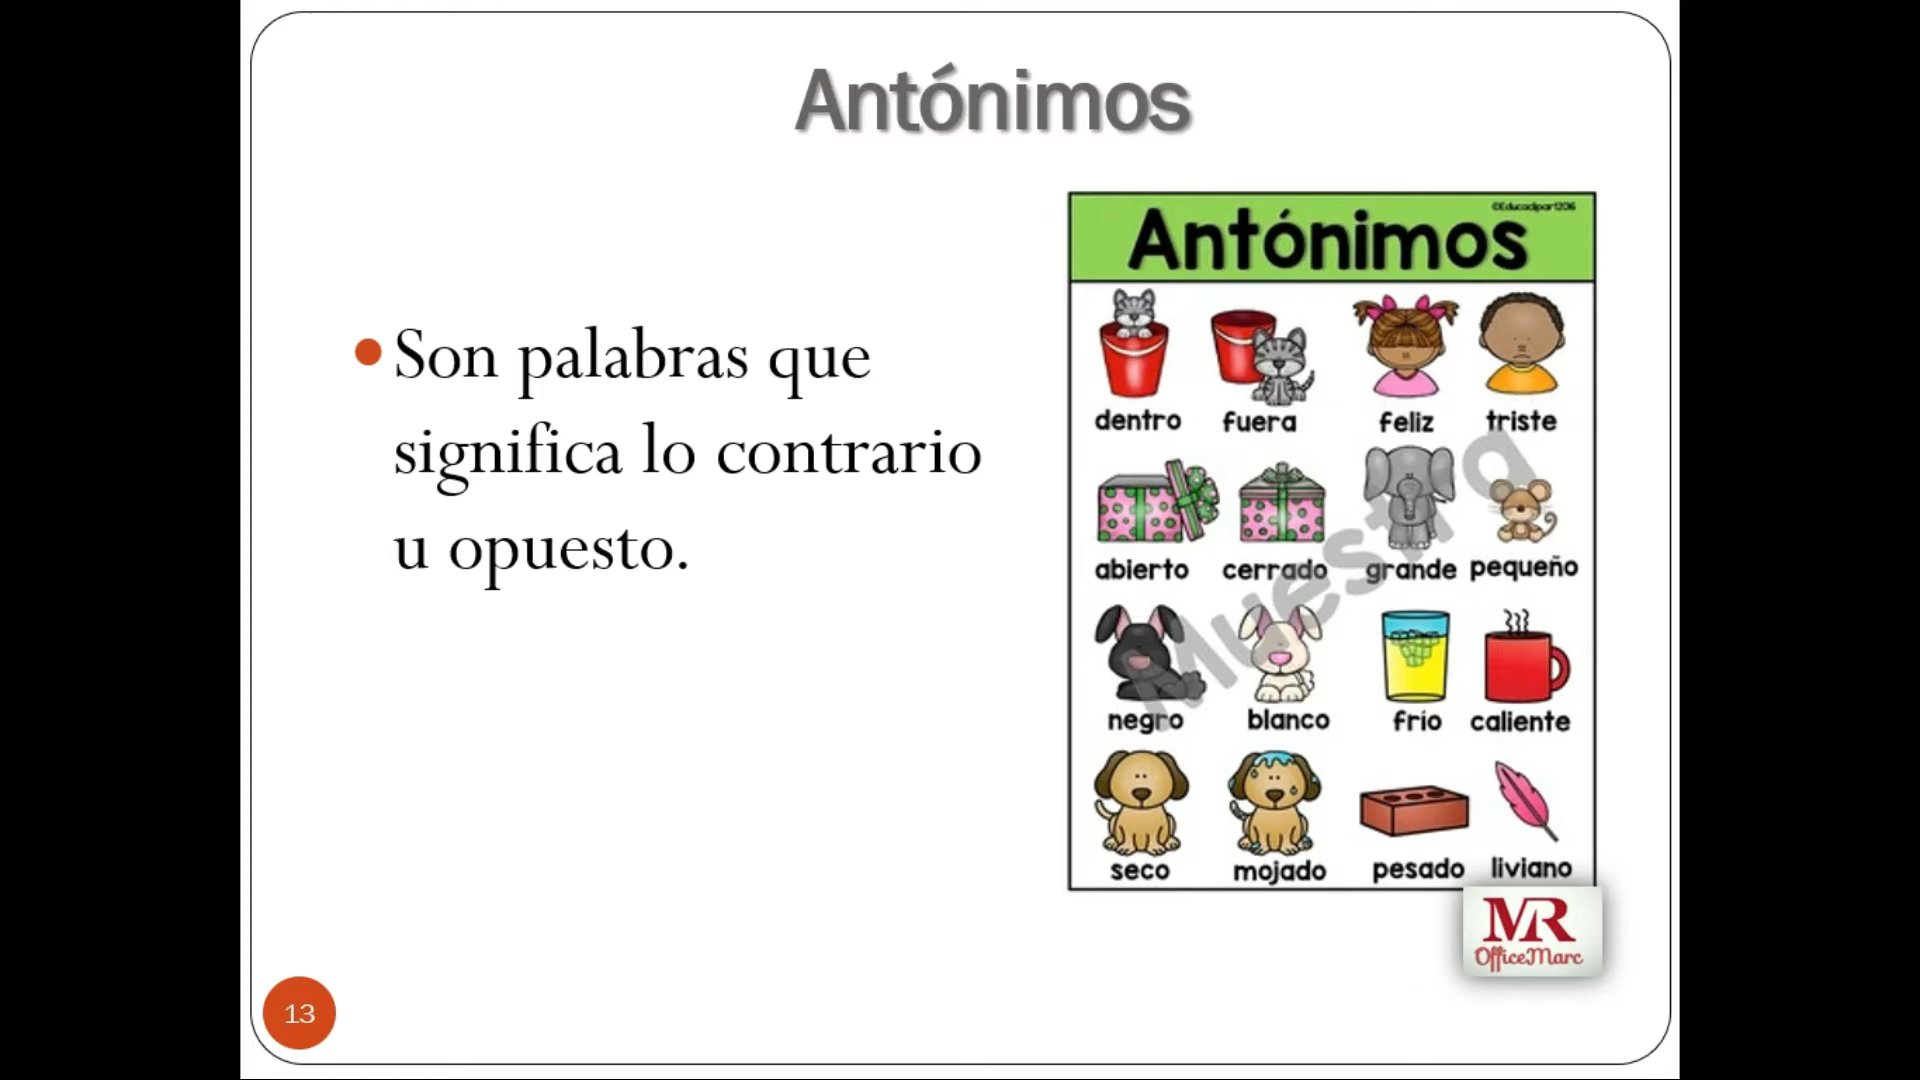 Antónimos
Son palabras que
significa lo contrario
u opuesto.
©Educaclipart2016
Antónimos
dentro fuera feliz triste
abierto cerrado grande pequeño
negro blanco frío caliente
seco mojado pesado liviano
Muestra
MR
OfficeMarc
13